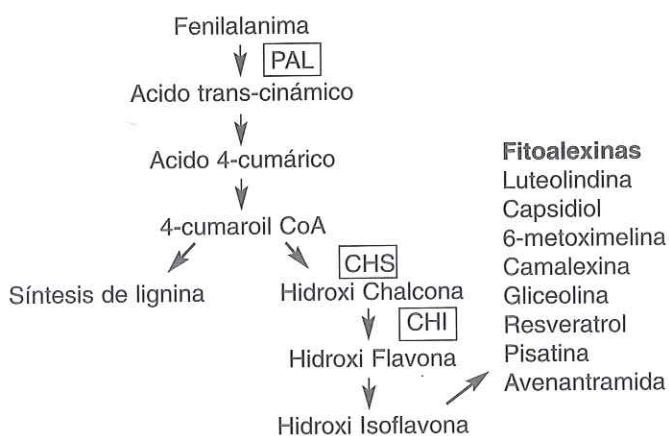 Fenilalanima
PAL
Acido trans-cinámico
Acido 4-cumárico
4-cumaroil CoA
Síntesis de lignina
CHS
Hidroxi Chalcona
CHI
Hidroxi Flavona
Hidroxi Isoflavona
Fitoalexinas
Luteolindina
Capsidiol
6-metoximelina
Camalexina
Gliceolina
Resveratrol
Pisatina
Avenantramida